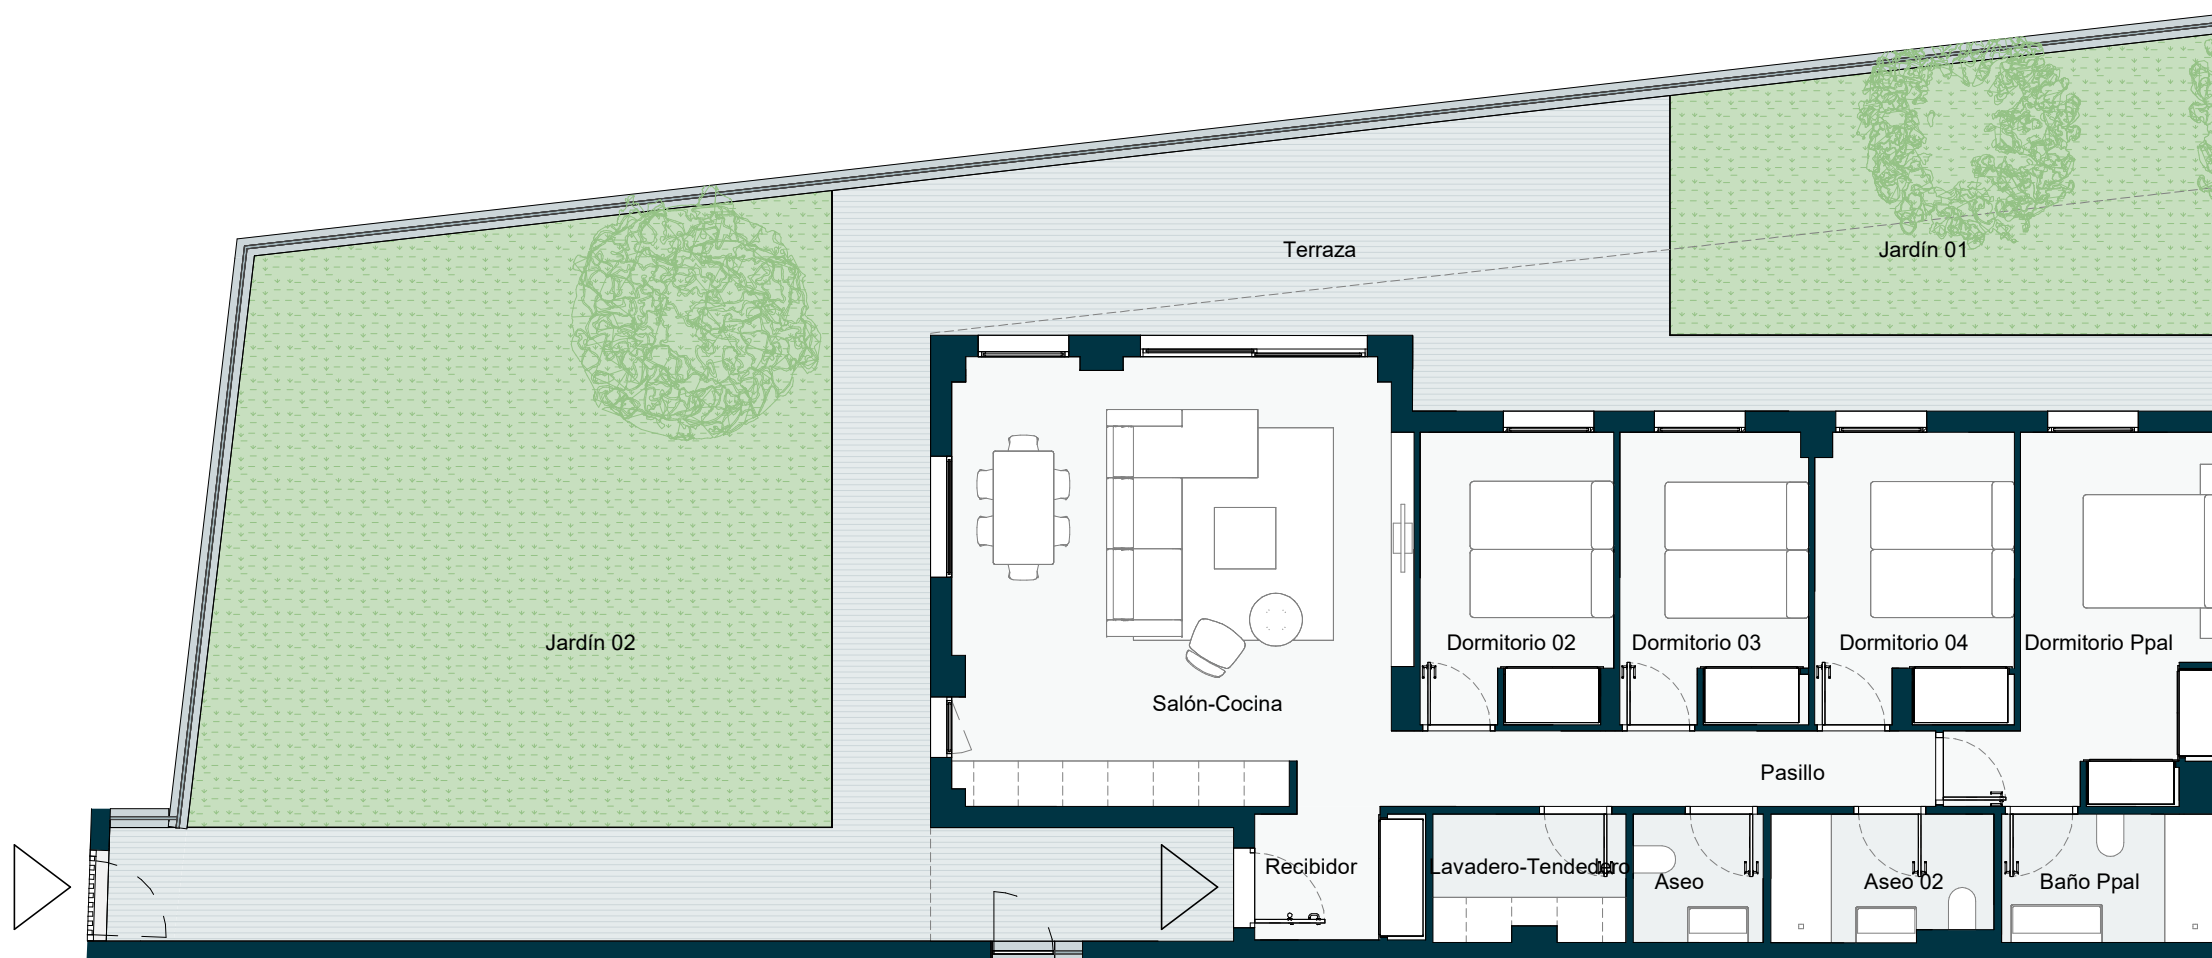 Terraza
Jardín 01
Jardín 02
Dormitorio 02
Dormitorio 03
Dormitorio 04
Dormitorio Ppal
Salón-Cocina
Pasillo
Recibidor
Lavadero-Tendedero
Aseo
Aseo 02
Baño Ppal